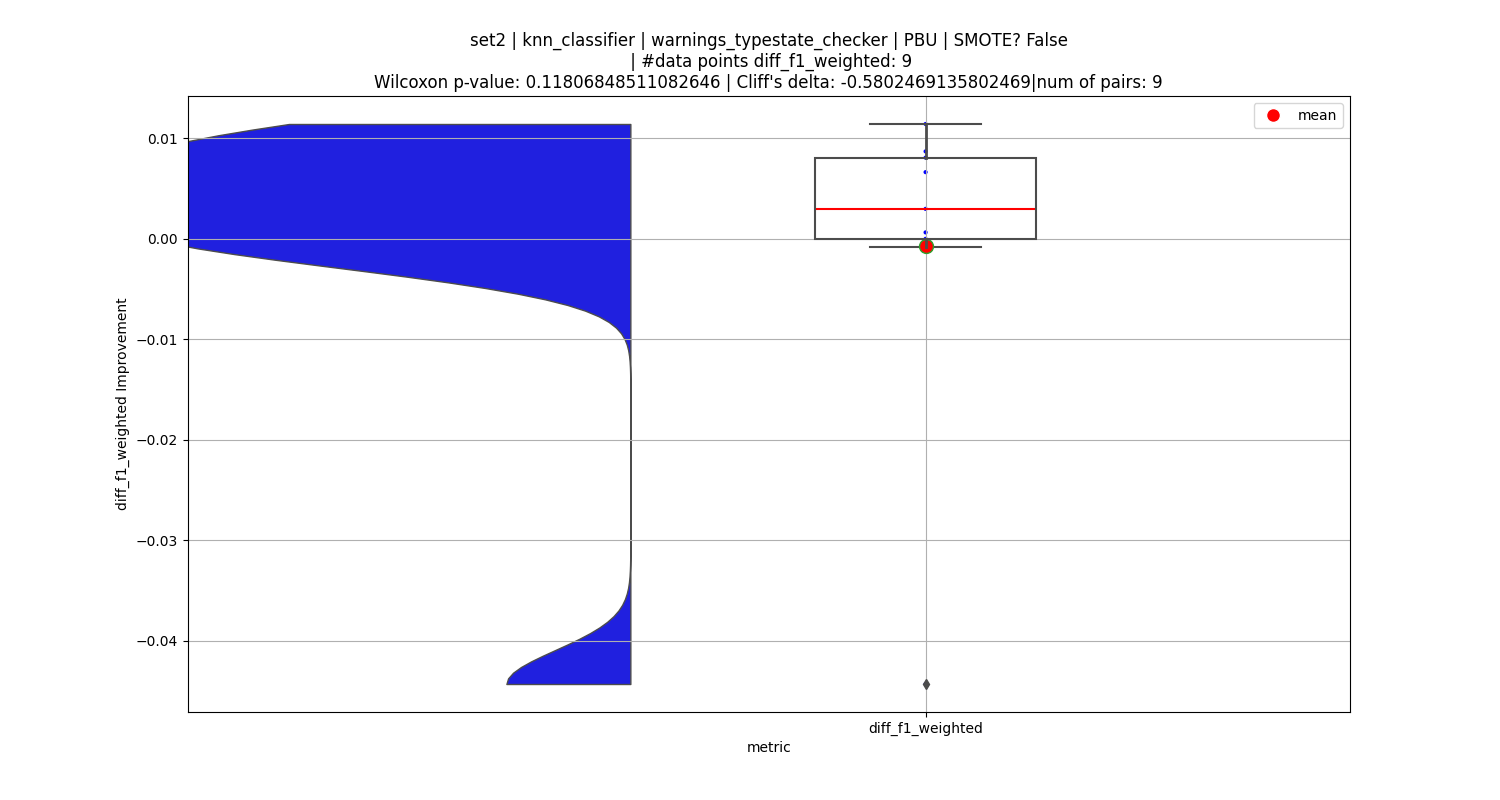 set2 | knn_classifier | warnings_typestate_checker | PBU | SMOTE? False
| #data points diff_f1_weighted: 9
Wilcoxon p-value: 0.11806848511082646 | Cliff's delta: -0.5802469135802469|num of pairs: 9
mean
0.01
0.00
−0.01
−0.02
−0.03
−0.04
diff_f1_weighted Improvement
diff_f1_weighted
metric